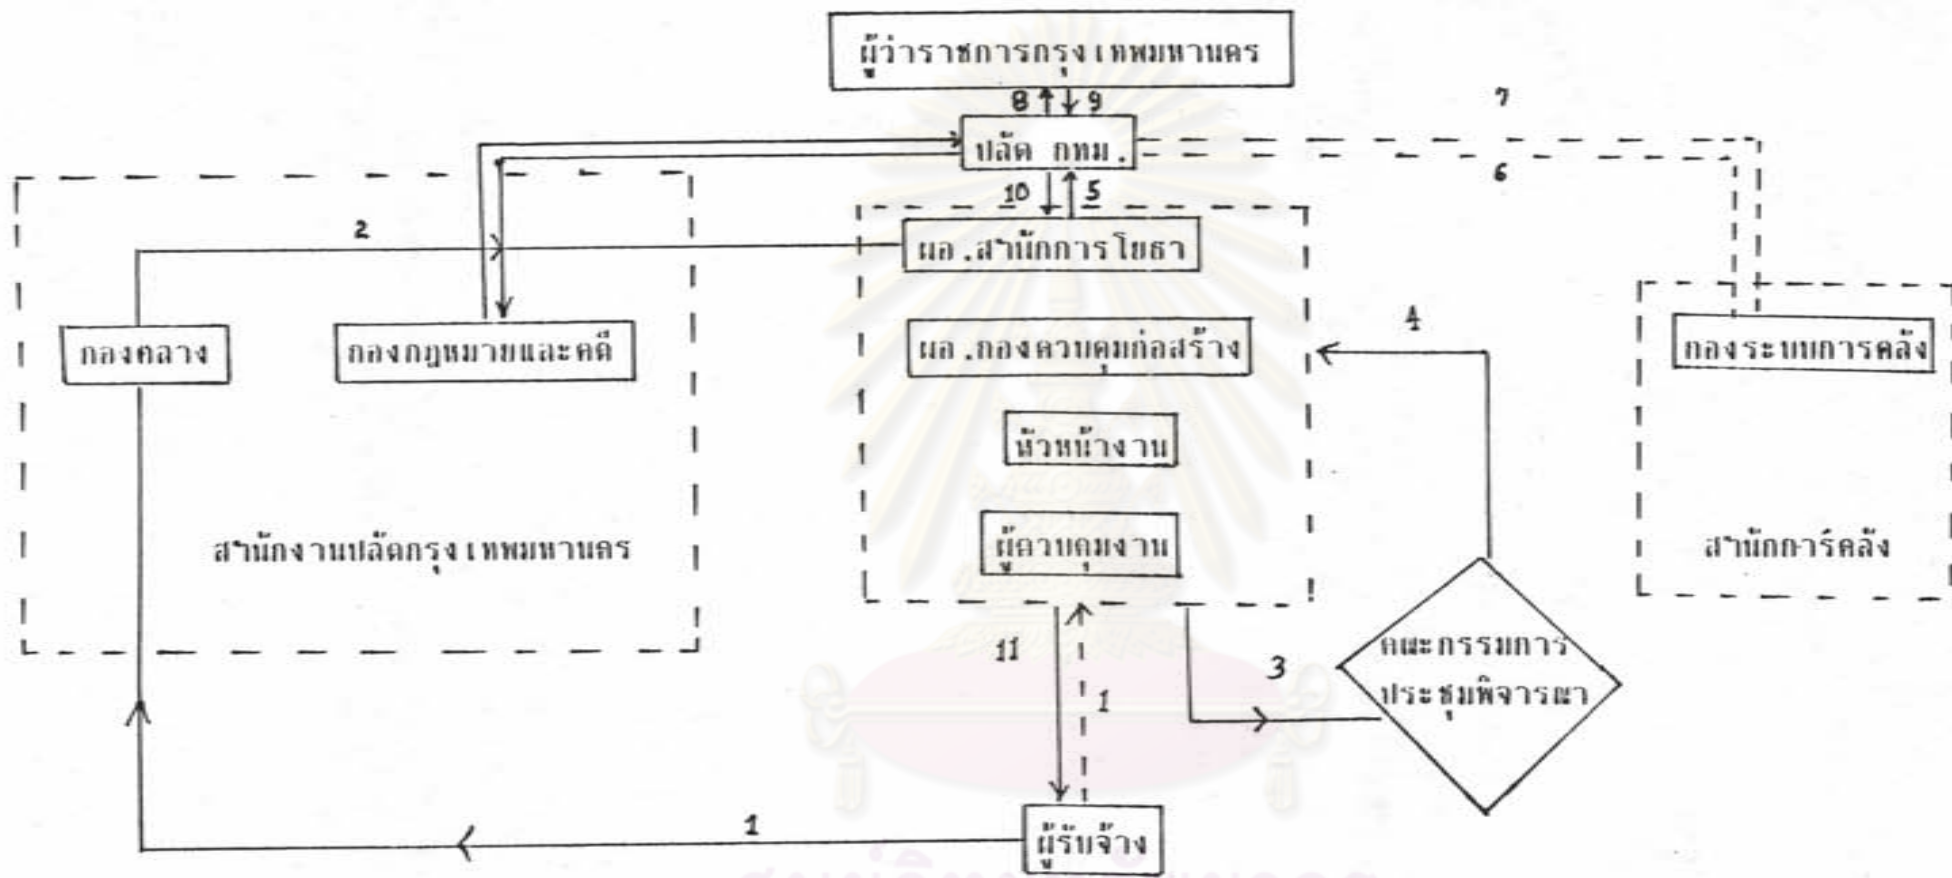 ผู้ว่าราชการกรุงเทพมหานคร
8 9
7
ปลัด กทม.
6
10 5
2
ผอ.สำนักการโยธา
4
กองคลาง
กองกฎหมายและคดี
ผอ.กองควบคุมก่อสร้าง
กองระบบการคลัง
หัวหน้างาน
สำนักงานปลัดกรุงเทพมหานคร
ผู้ควบคุมงาน
สำนักการคลัง
11
1
3
คณะกรรมการ
ประชุมพิจารณา
1
ผู้รับจ้าง